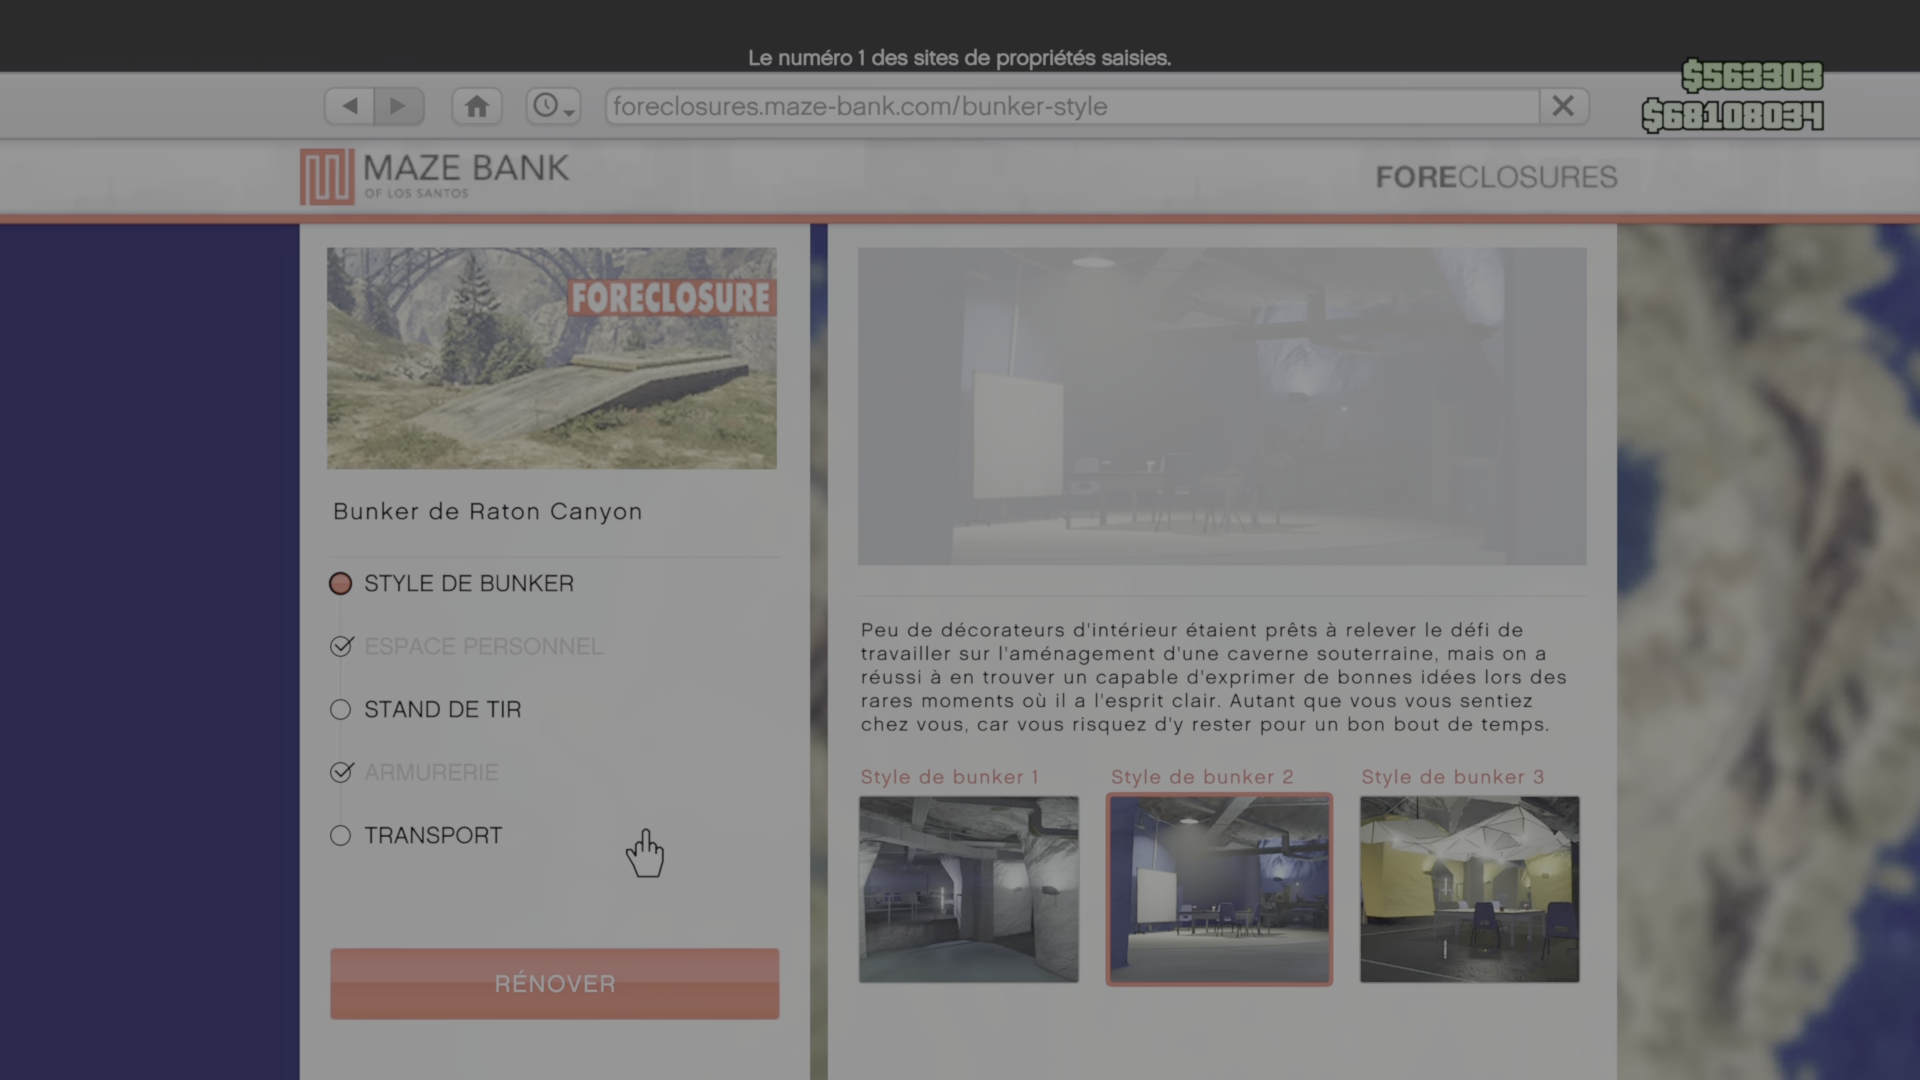 Le numéro 1 des sites de propriétés saisies.
$563303
$68108034
foreclosures.maze-bank.com/bunker-style
MAZE BANK
OF LOS SANTOS
FORECLOSURES
FORECLOSURE
Bunker de Raton Canyon
STYLE DE BUNKER
ESPACE PERSONNEL
STAND DE TIR
ARMURERIE
TRANSPORT
RÉNOVER
Peu de décorateurs d'intérieur étaient prêts à relever le défi de
travailler sur l'aménagement d'une caverne souterraine, mais on a
réussi à en trouver un capable d'exprimer de bonnes idées lors des
rares moments où il a l'esprit clair. Autant que vous vous sentiez
chez vous, car vous risquez d'y rester pour un bon bout de temps.
Style de bunker 1
Style de bunker 2
Style de bunker 3